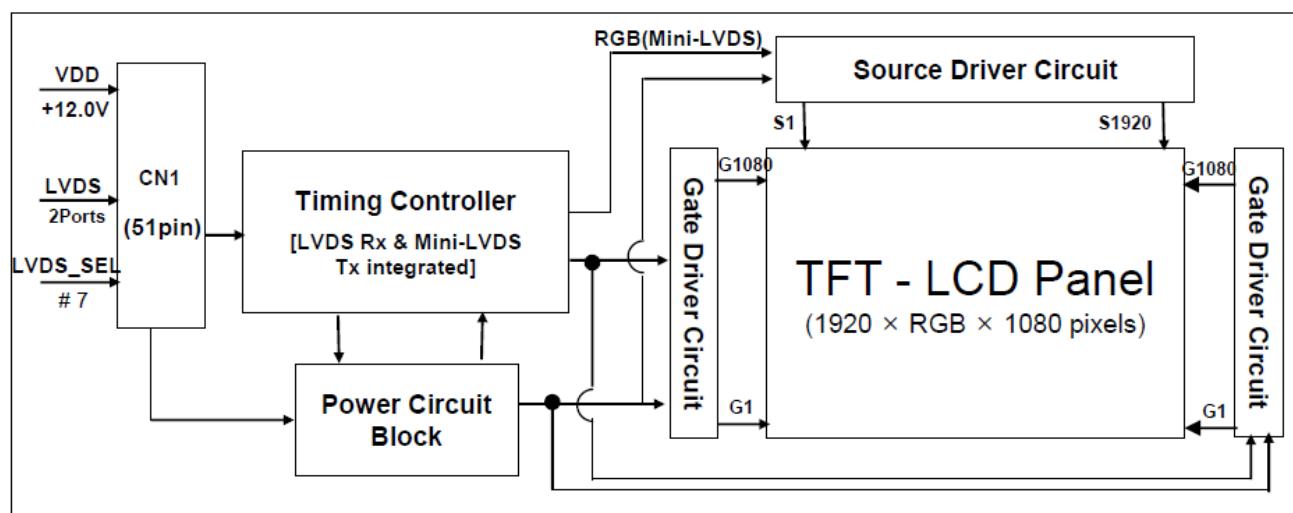 RGB(Mini-LVDS)
Source Driver Circuit
VDD
+12.0V
S1
S1920
CN1
(51pin)
LVDS
2Ports
LVDS_SEL
# 7
Timing Controller
[LVDS Rx & Mini-LVDS
Tx integrated]
Power Circuit
Block
Gate Driver Circuit
G1080
G1
TFT - LCD Panel
(1920 × RGB × 1080 pixels)
G1080
G1
Gate Driver Circuit